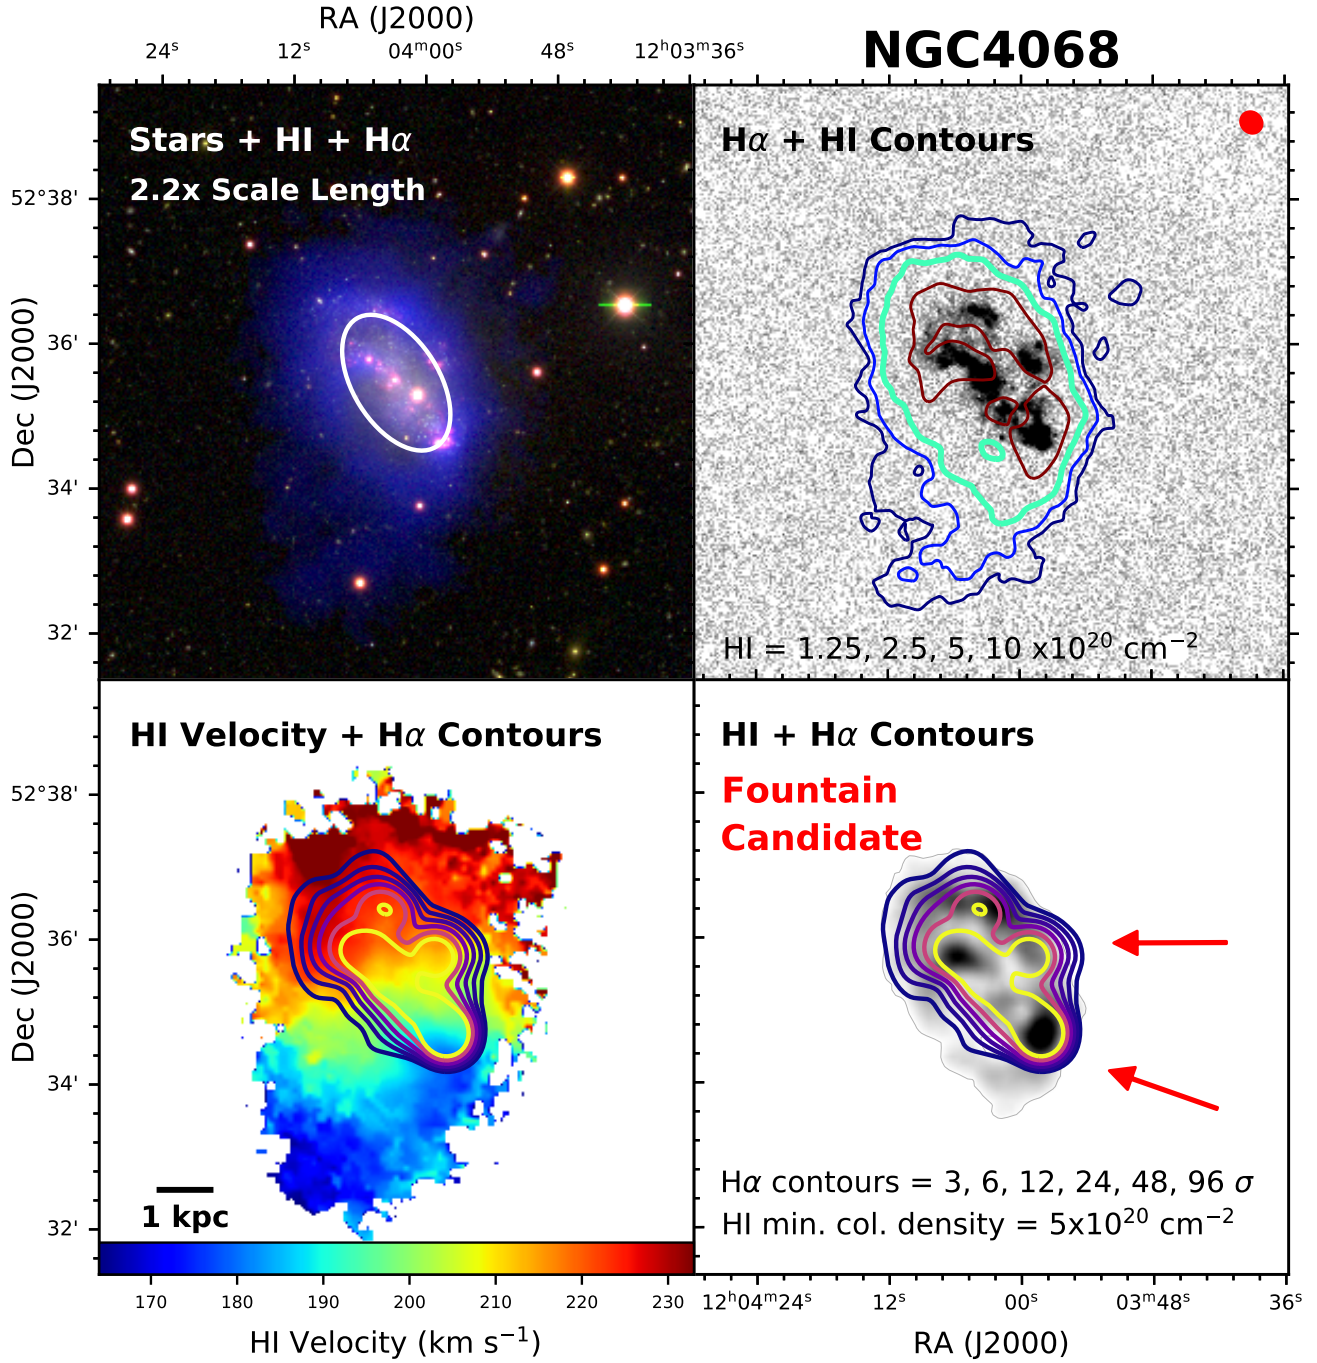 RA (J2000)
24ˢ 12ˢ 04ᵐ00ˢ 48ˢ 12ʰ03ᵐ36ˢ
NGC4068
Stars + HI + Hα
2.2x Scale Length
Hα + HI Contours
52°38'
36'
34'
32'
Dec (J2000)
HI = 1.25, 2.5, 5, 10 x10²⁰ cm⁻²
HI Velocity + Hα Contours
HI + Hα Contours
Fountain
Candidate
52°38'
36'
34'
32'
Dec (J2000)
1 kpc
Hα contours = 3, 6, 12, 24, 48, 96 σ
HI min. col. density = 5x10²⁰ cm⁻²
170 180 190 200 210 220 230
HI Velocity (km s⁻¹)
12ʰ04ᵐ24ˢ 12ˢ 00ˢ 03ᵐ48ˢ 36ˢ
RA (J2000)